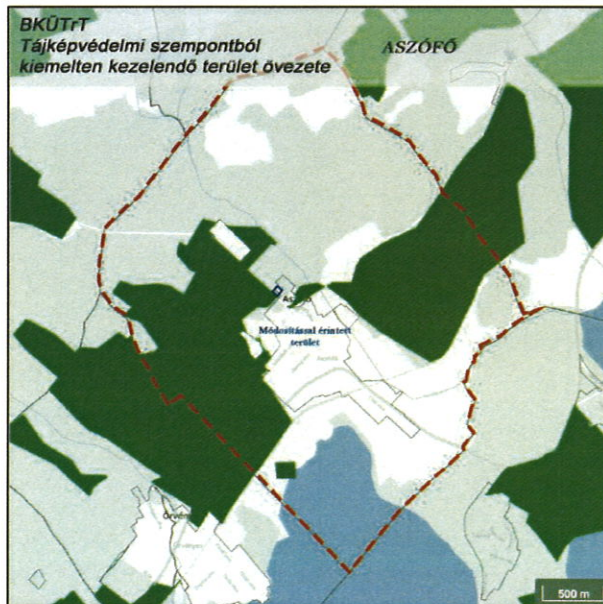 BKÜTrT
Tájképvédelmi szempontból
kiemelten kezelendő terület övezete
ASZÓFŐ
Módosítással érintett
terület
500 m